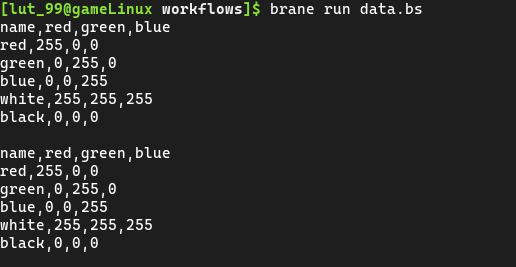 [lut_99@gameLinux workflows]$ brane run data.bs
name,red,green,blue
red,255,0,0
green,0,255,0
blue,0,0,255
white,255,255,255
black,0,0,0
name,red,green,blue
red,255,0,0
green,0,255,0
blue,0,0,255
white,255,255,255
black,0,0,0